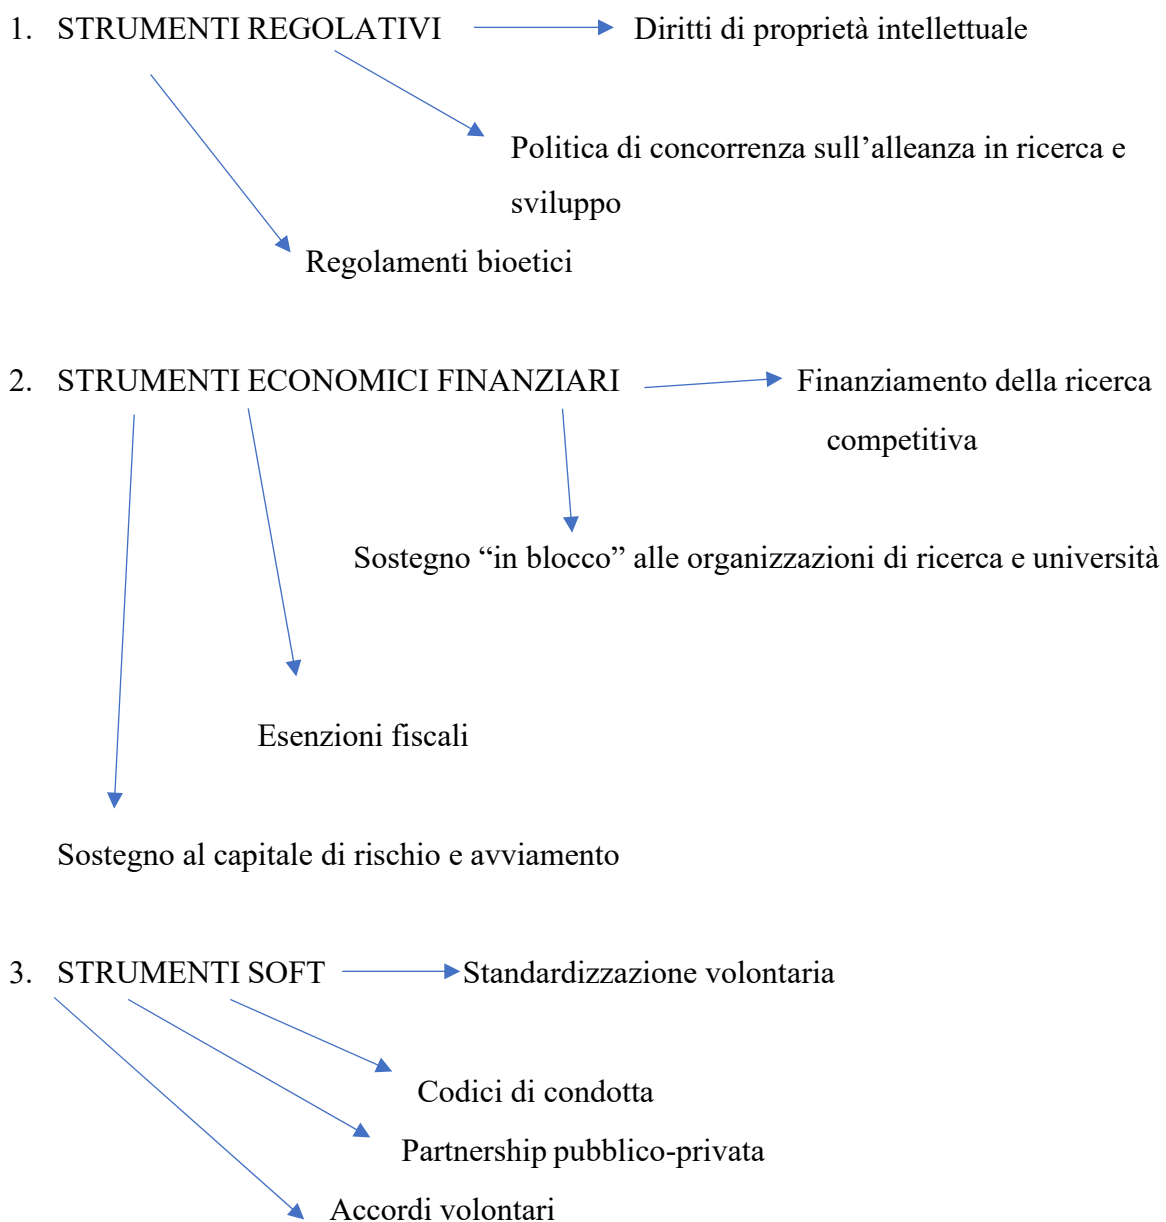 1. STRUMENTI REGOLATIVI Diritti di proprietà intellettuale
Politica di concorrenza sull’alleanza in ricerca e
sviluppo
Regolamenti bioetici
2. STRUMENTI ECONOMICI FINANZIARI Finanziamento della ricerca
competitiva
Sostegno “in blocco” alle organizzazioni di ricerca e università
Esenzioni fiscali
Sostegno al capitale di rischio e avviamento
3. STRUMENTI SOFT Standardizzazione volontaria
Codici di condotta
Partnership pubblico-privata
Accordi volontari